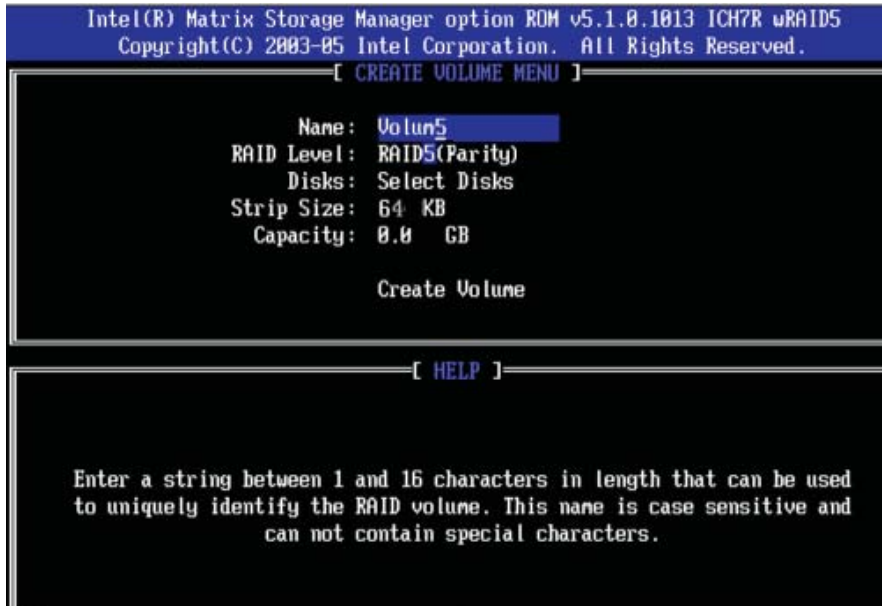 Intel(R) Matrix Storage Manager option ROM v5.1.0.1013 ICH7R wRAID5
Copyright(C) 2003-05 Intel Corporation. All Rights Reserved.
[ CREATE VOLUME MENU ]
Name: Volum5
RAID Level: RAID5(Parity)
Disks: Select Disks
Strip Size: 64 KB
Capacity: 0.0 GB
Create Volume
[ HELP ]
Enter a string between 1 and 16 characters in length that can be used
to uniquely identify the RAID volume. This name is case sensitive and
can not contain special characters.